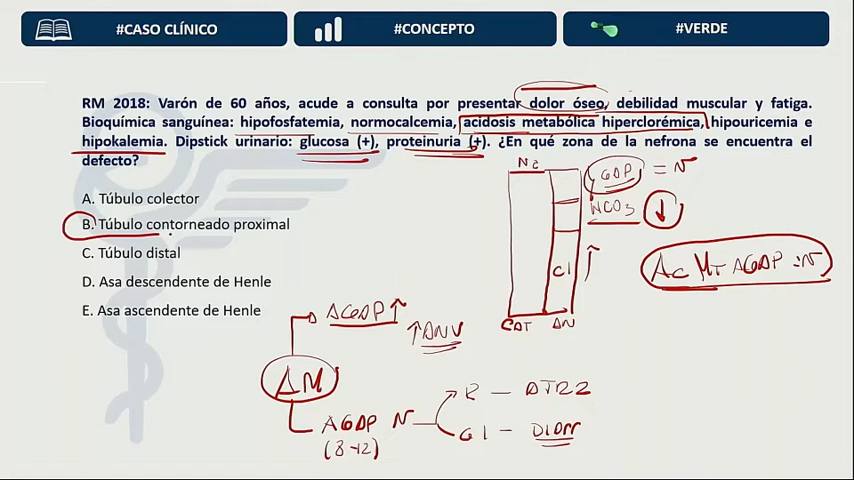 #CASO CLÍNICO
#CONCEPTO
#VERDE
RM 2018: Varón de 60 años, acude a consulta por presentar dolor óseo, debilidad muscular y fatiga.
Bioquímica sanguínea: hipofosfatemia, normocalcemia, acidosis metabólica hiperclorémica, hipouricemia e
hipokalemia. Dipstick urinario: glucosa (+), proteinuria (+). ¿En qué zona de la nefrona se encuentra el
defecto?
A. Túbulo colector
B. Túbulo contorneado proximal
C. Túbulo distal
D. Asa descendente de Henle
E. Asa ascendente de Henle
GAP = N
HCO3 ↓
Cl ↑
CAT AN
AC MT AGAP : N
AGAP ↑
↑ANV
AM
AGAP N
(8-12)
R -
GI -